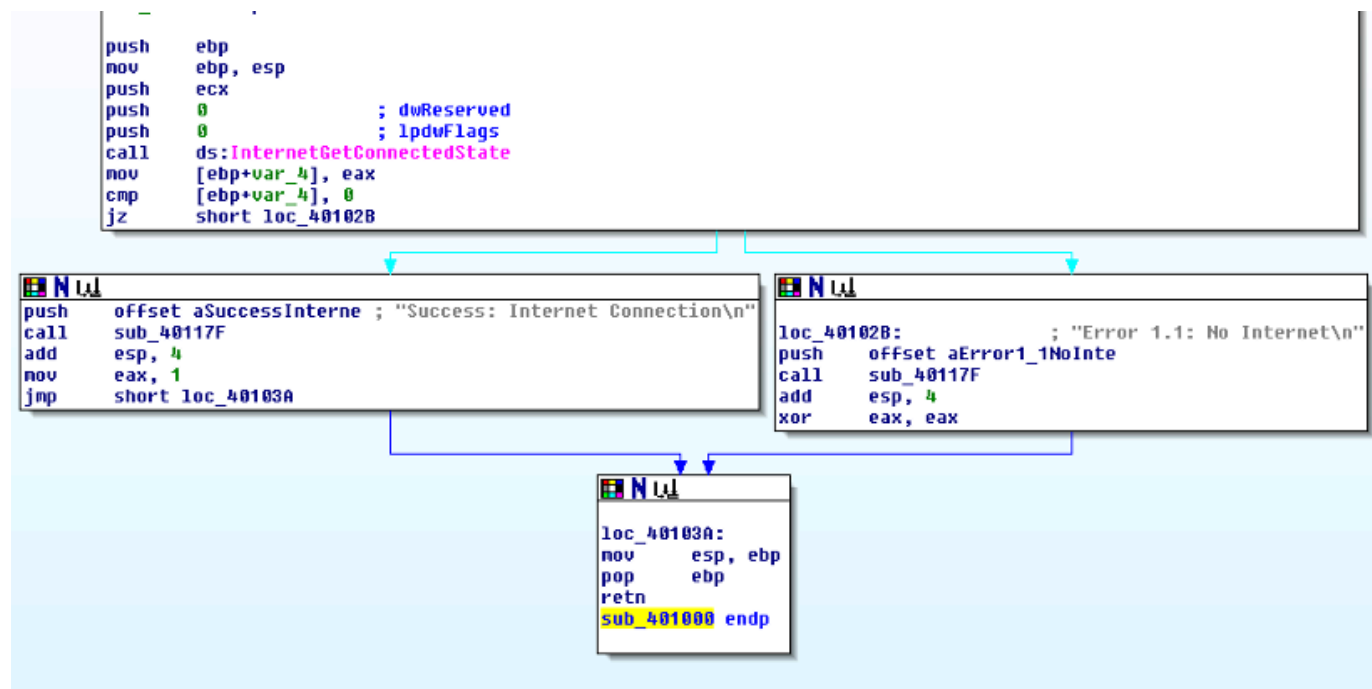 push ebp
mov ebp, esp
push ecx
push 0 ; dwReserved
push 0 ; lpdwFlags
call ds:InternetGetConnectedState
mov [ebp+var_4], eax
cmp [ebp+var_4], 0
jz short loc_40102B
push offset aSuccessInterne ; "Success: Internet Connection\n"
call sub_40117F
add esp, 4
mov eax, 1
jmp short loc_40103A
loc_40102B: ; "Error 1.1: No Internet\n"
push offset aError1_1NoInte
call sub_40117F
add esp, 4
xor eax, eax
loc_40103A:
mov esp, ebp
pop ebp
retn
sub_401000 endp